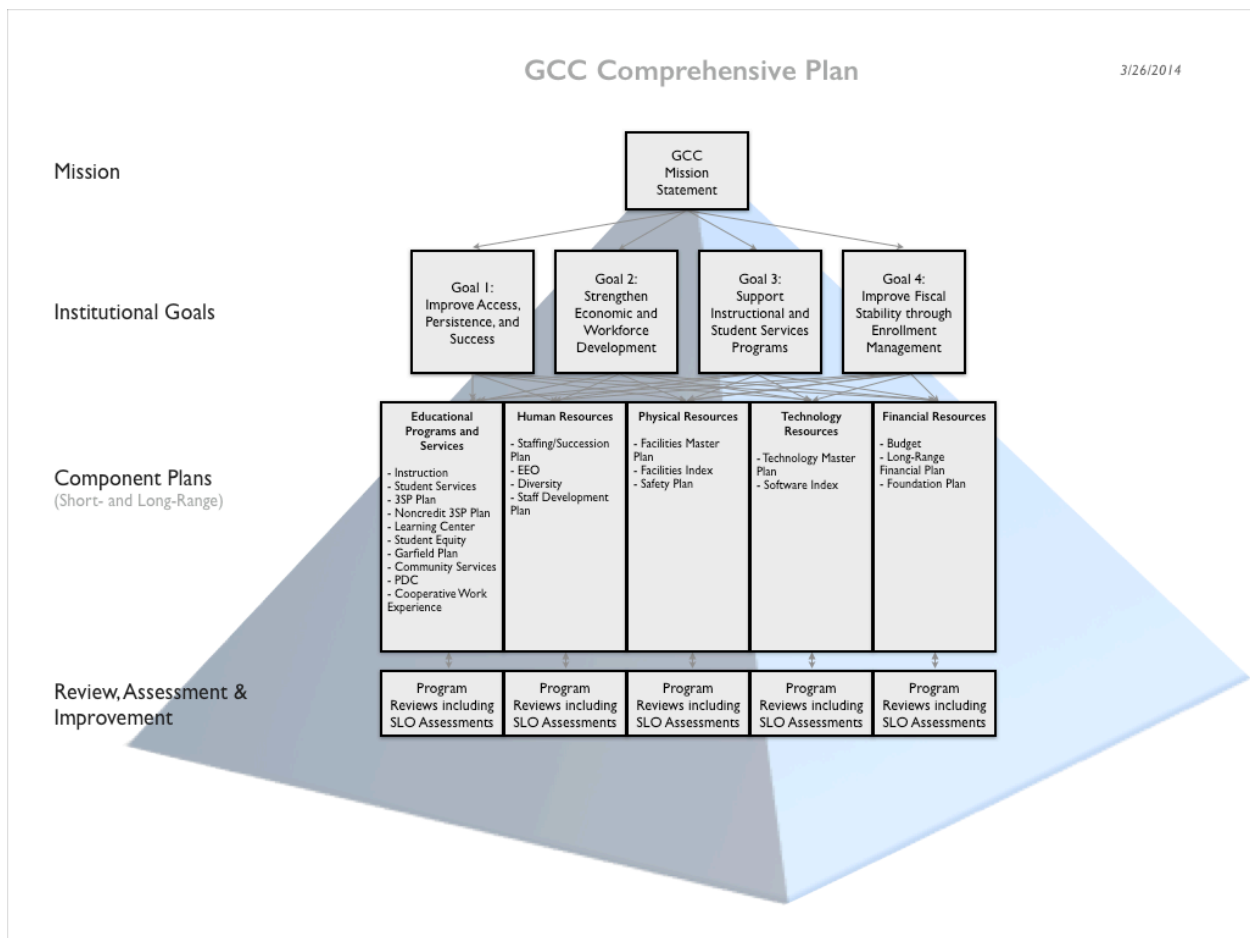 GCC Comprehensive Plan
3/26/2014
Mission
GCC
Mission
Statement
Institutional Goals
Goal 1:
Improve Access,
Persistence, and
Success
Goal 2:
Strengthen
Economic and
Workforce
Development
Goal 3:
Support
Instructional and
Student Services
Programs
Goal 4:
Improve Fiscal
Stability through
Enrollment
Management
Component Plans
(Short- and Long-Range)
Educational
Programs and
Services
- Instruction
- Student Services
- 3SP Plan
- Noncredit 3SP Plan
- Learning Center
- Student Equity
- Garfield Plan
- Community Services
- PDC
- Cooperative Work
Experience
Human Resources
- Staffing/Succession
Plan
- EEO
- Diversity
- Staff Development
Plan
Physical Resources
- Facilities Master
Plan
- Facilities Index
- Safety Plan
Technology
Resources
- Technology Master
Plan
- Software Index
Financial Resources
- Budget
- Long-Range
Financial Plan
- Foundation Plan
Review, Assessment &
Improvement
Program
Reviews including
SLO Assessments
Program
Reviews including
SLO Assessments
Program
Reviews including
SLO Assessments
Program
Reviews including
SLO Assessments
Program
Reviews including
SLO Assessments